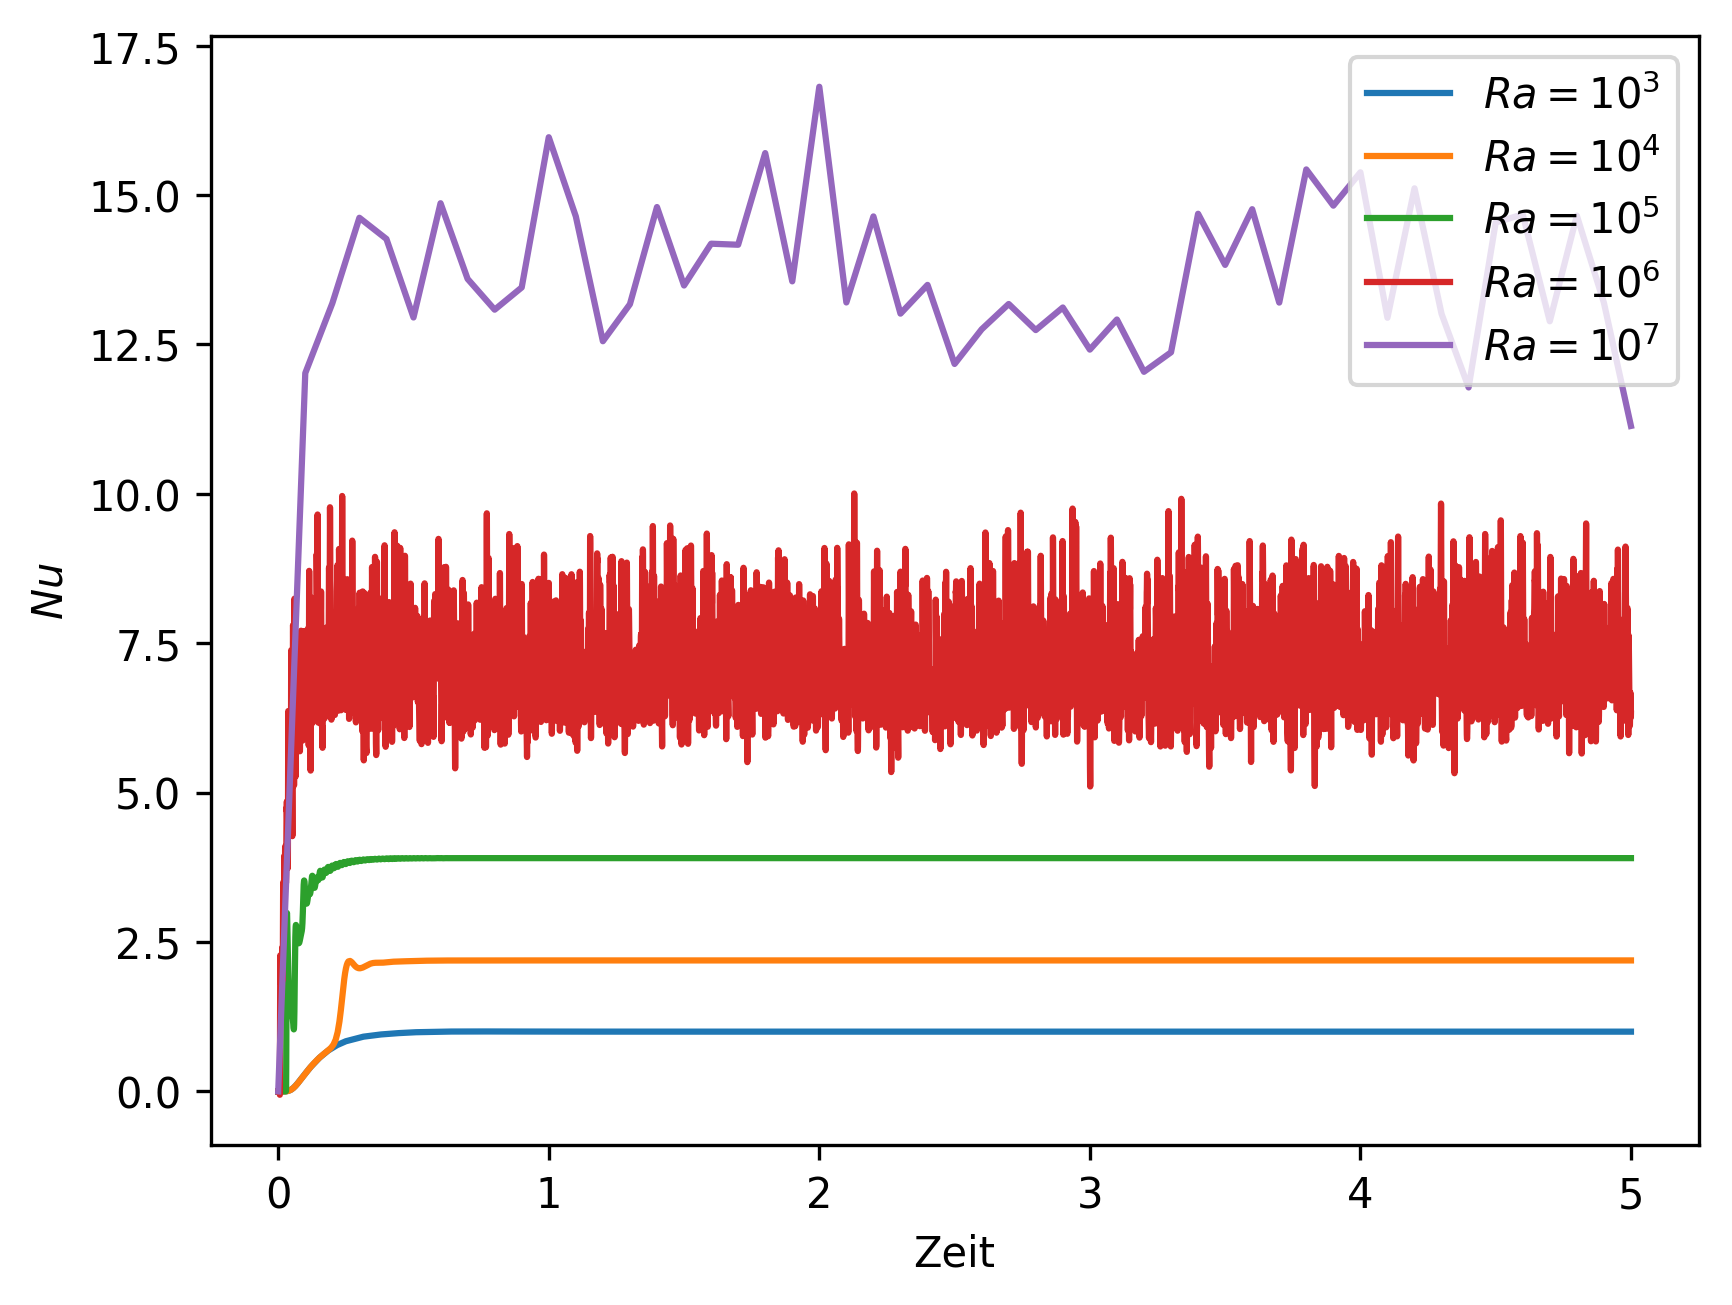 17.5
15.0
12.5
10.0
7.5
5.0
2.5
0.0
Nu
0 1 2 3 4 5
Zeit
Ra = 10³
Ra = 10⁴
Ra = 10⁵
Ra = 10⁶
Ra = 10⁷